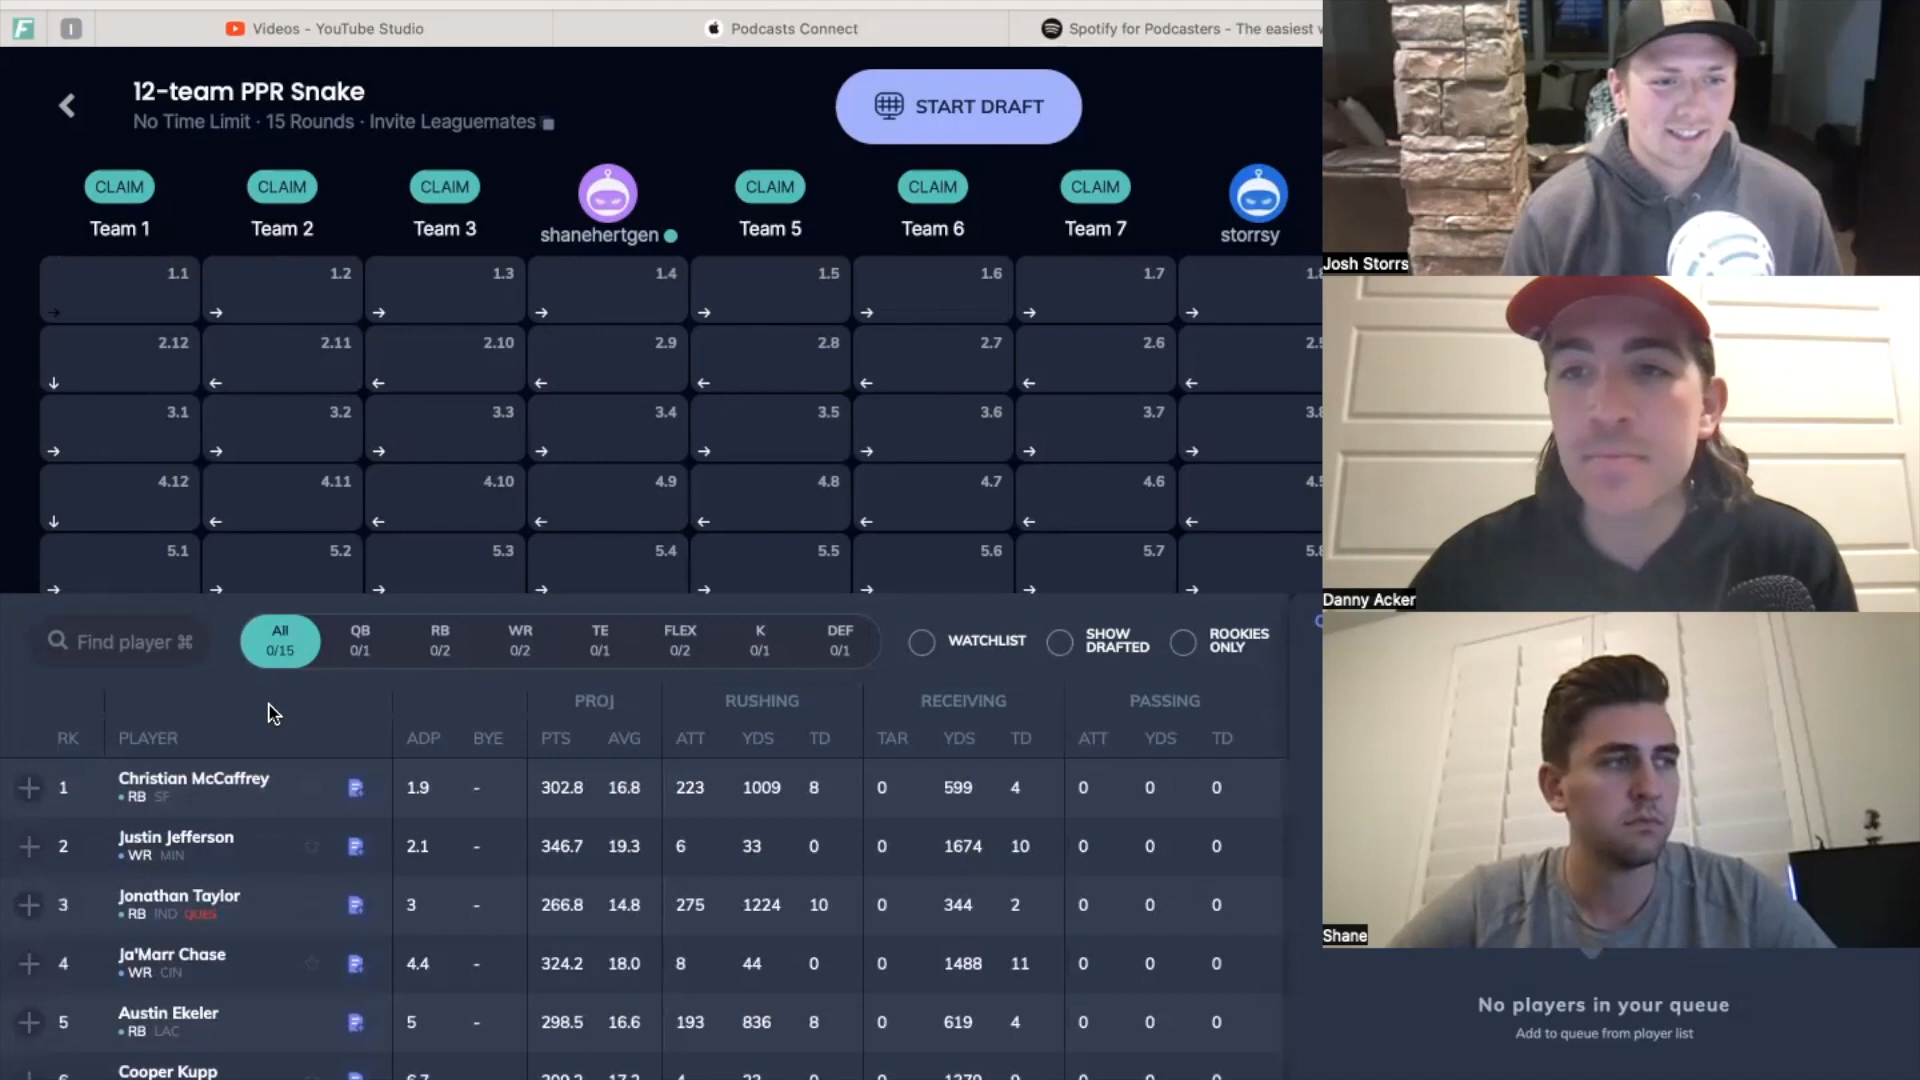 Videos - YouTube Studio
Podcasts Connect
Spotify for Podcasters - The easiest
12-team PPR Snake
No Time Limit · 15 Rounds · Invite Leaguemates
START DRAFT
CLAIM CLAIM CLAIM CLAIM CLAIM CLAIM
Team 1 Team 2 Team 3 shanehertgen Team 5 Team 6 Team 7 storrsy
1.1 1.2 1.3 1.4 1.5 1.6 1.7
2.12 2.11 2.10 2.9 2.8 2.7 2.6
3.1 3.2 3.3 3.4 3.5 3.6 3.7
4.12 4.11 4.10 4.9 4.8 4.7 4.6
5.1 5.2 5.3 5.4 5.5 5.6 5.7
Josh Storrs
Danny Acker
Shane
Find player ⌘
All QB RB WR TE FLEX K DEF
0/15 0/1 0/2 0/2 0/1 0/2 0/1 0/1
WATCHLIST
SHOW DRAFTED
ROOKIES ONLY
PROJ RUSHING RECEIVING PASSING
RK PLAYER ADP BYE PTS AVG ATT YDS TD TAR YDS TD ATT YDS TD
1 Christian McCaffrey 1.9 - 302.8 16.8 223 1009 8 0 599 4 0 0 0
RB SF
2 Justin Jefferson 2.1 - 346.7 19.3 6 33 0 0 1674 10 0 0 0
WR MIN
3 Jonathan Taylor 3 - 266.8 14.8 275 1224 10 0 344 2 0 0 0
RB IND QUES
4 Ja'Marr Chase 4.4 - 324.2 18.0 8 44 0 0 1488 11 0 0 0
WR CIN
5 Austin Ekeler 5 - 298.5 16.6 193 836 8 0 619 4 0 0 0
RB LAC
Cooper Kupp
No players in your queue
Add to queue from player list